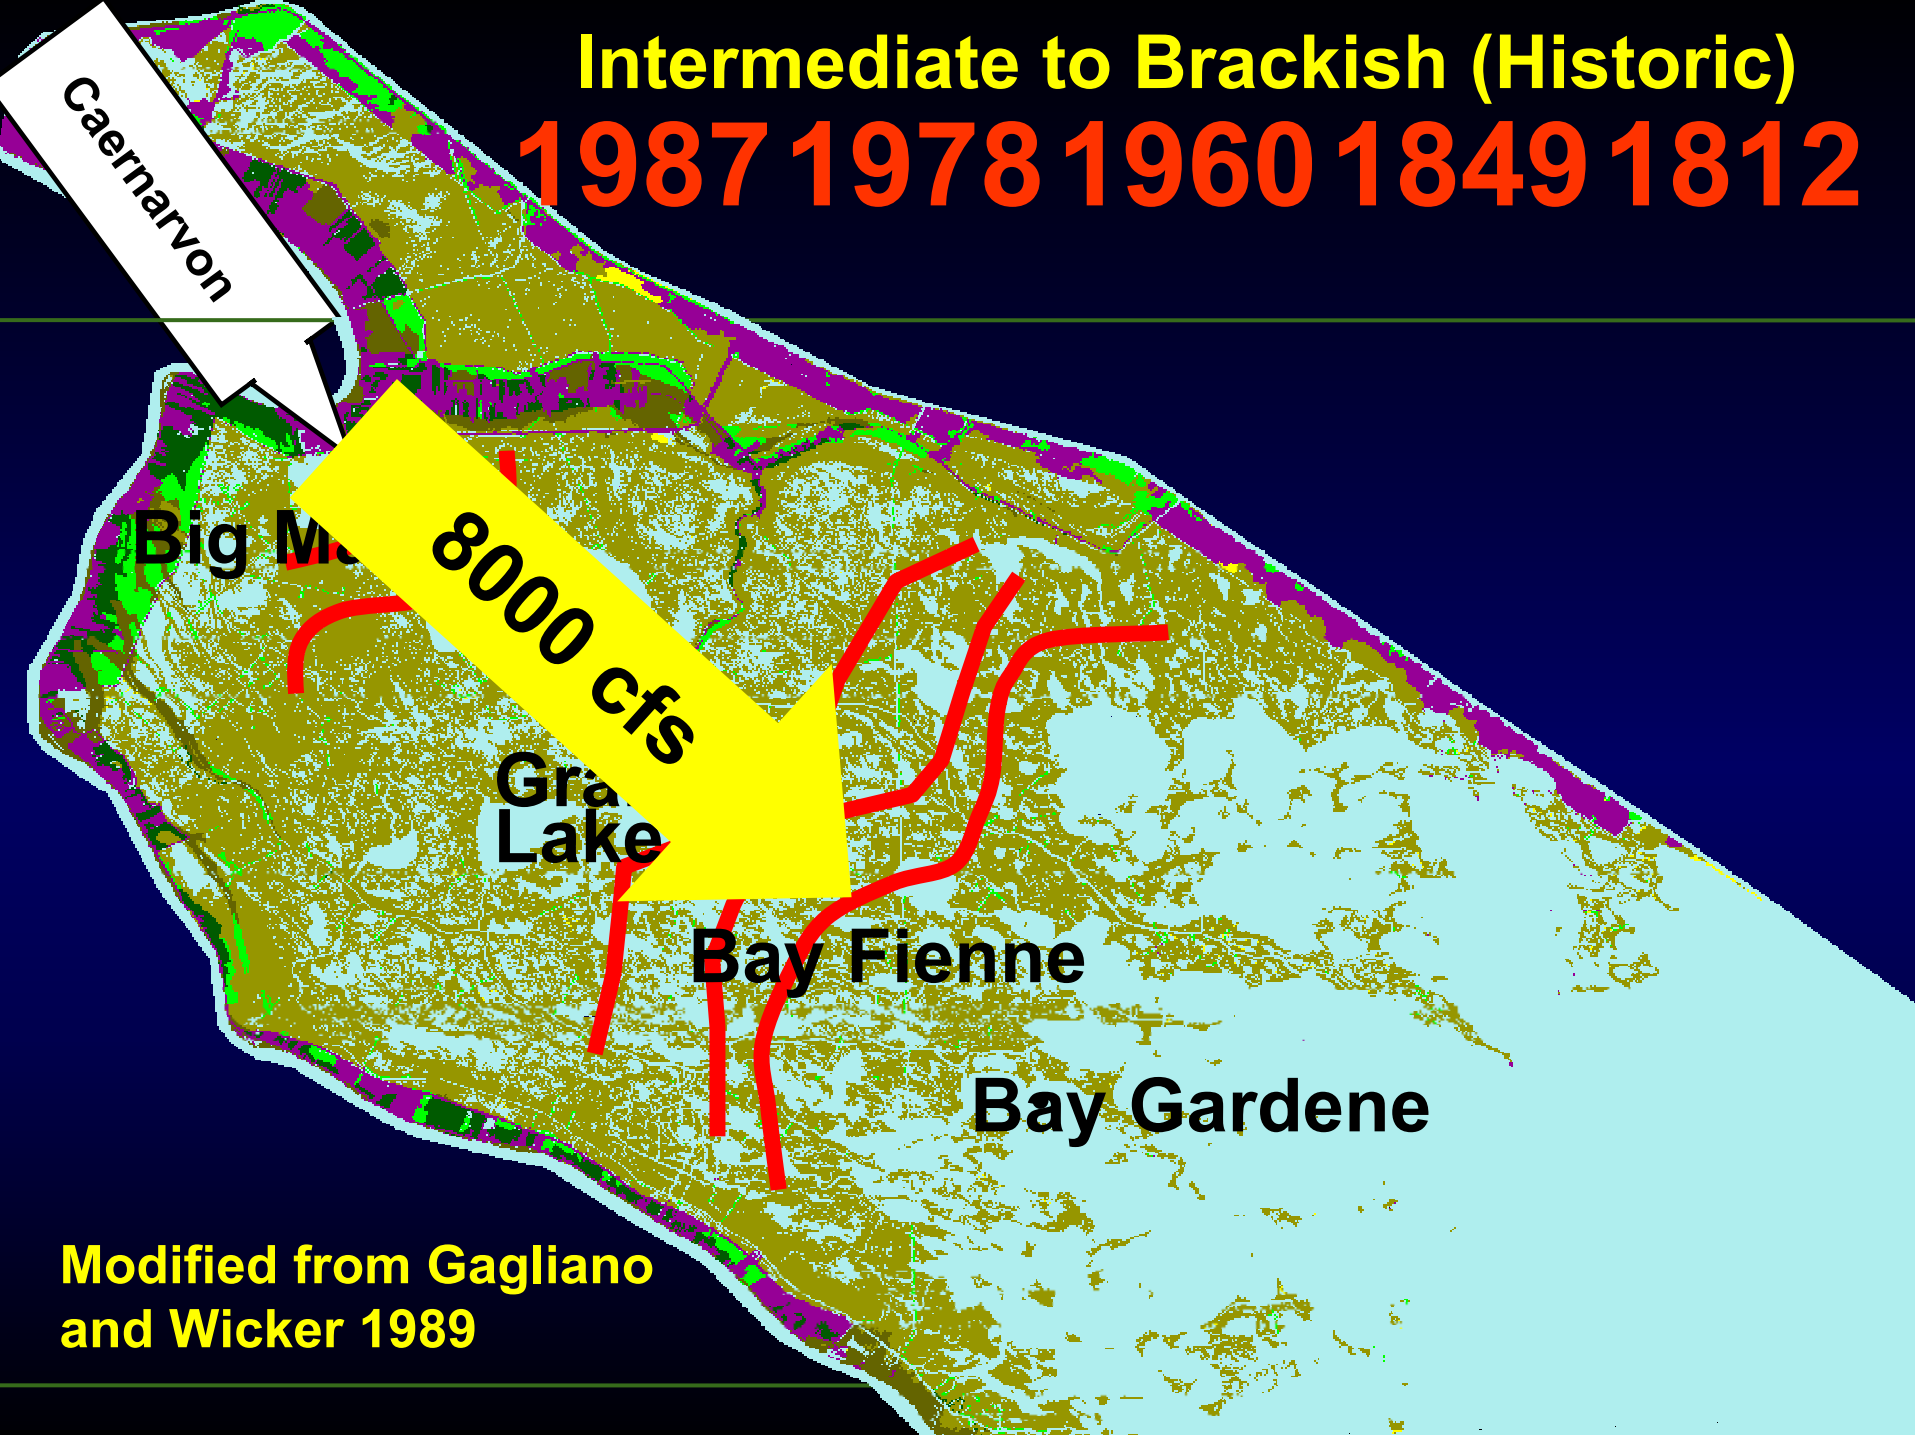 Intermediate to Brackish (Historic)
1987 1978 1960 1849 1812
Caernarvon
Big
8000 cfs
Lake
Bay Fienne
Bay Gardene
Modified from Gagliano
and Wicker 1989